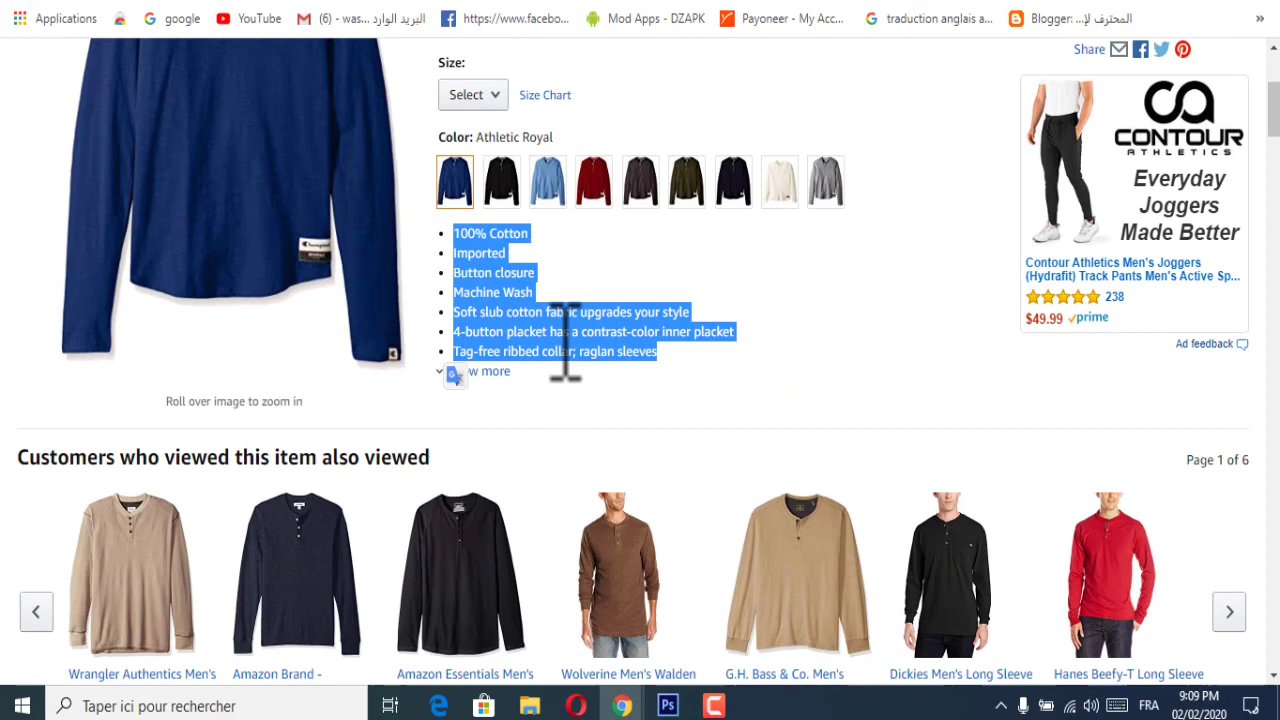 Applications
google
YouTube
البريد الوارد (6) - was...
https://www.facebo...
Mod Apps - DZAPK
Payoneer - My Acc...
traduction anglais a...
Blogger: المحترف لإ...
»
Share
Size:
Select
Size Chart
Color: Athletic Royal
100% Cotton
Imported
Button closure
Machine Wash
Soft slub cotton fabric upgrades your style
4-button placket has a contrast-color inner placket
Tag-free ribbed collar; raglan sleeves
ow more
Roll over image to zoom in
CONTOUR
ATHLETICS
Everyday
Joggers
Made Better
Contour Athletics Men's Joggers
(Hydrafit) Track Pants Men's Active Sp...
238
$49.99 prime
Ad feedback
Customers who viewed this item also viewed
Page 1 of 6
Wrangler Authentics Men's
Amazon Brand -
Amazon Essentials Men's
Wolverine Men's Walden
G.H. Bass & Co. Men's
Dickies Men's Long Sleeve
Hanes Beefy-T Long Sleeve
Taper ici pour rechercher
Ps
FRA
9:09 PM
02/02/2020